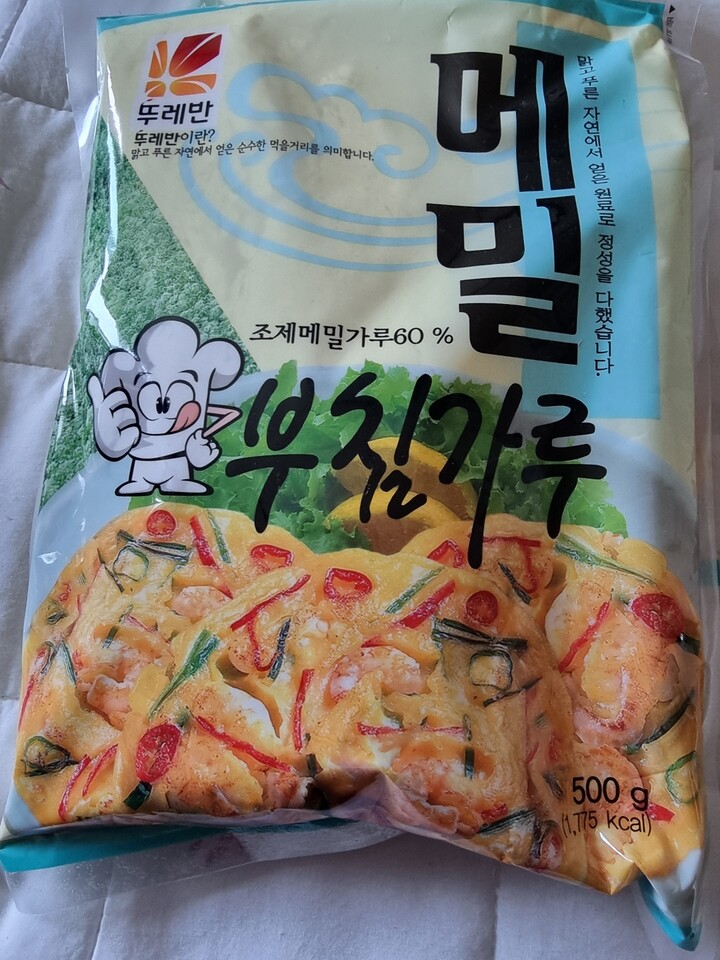 뚜레반
뚜레반이란?
맑고 푸른 자연에서 얻은 순수한 먹을거리를 의미합니다.
메밀
맑고 푸른 자연에서 얻은 원료로 정성을 다했습니다.
조제메밀가루60 %
부침가루
500 g
(1,775 kcal)